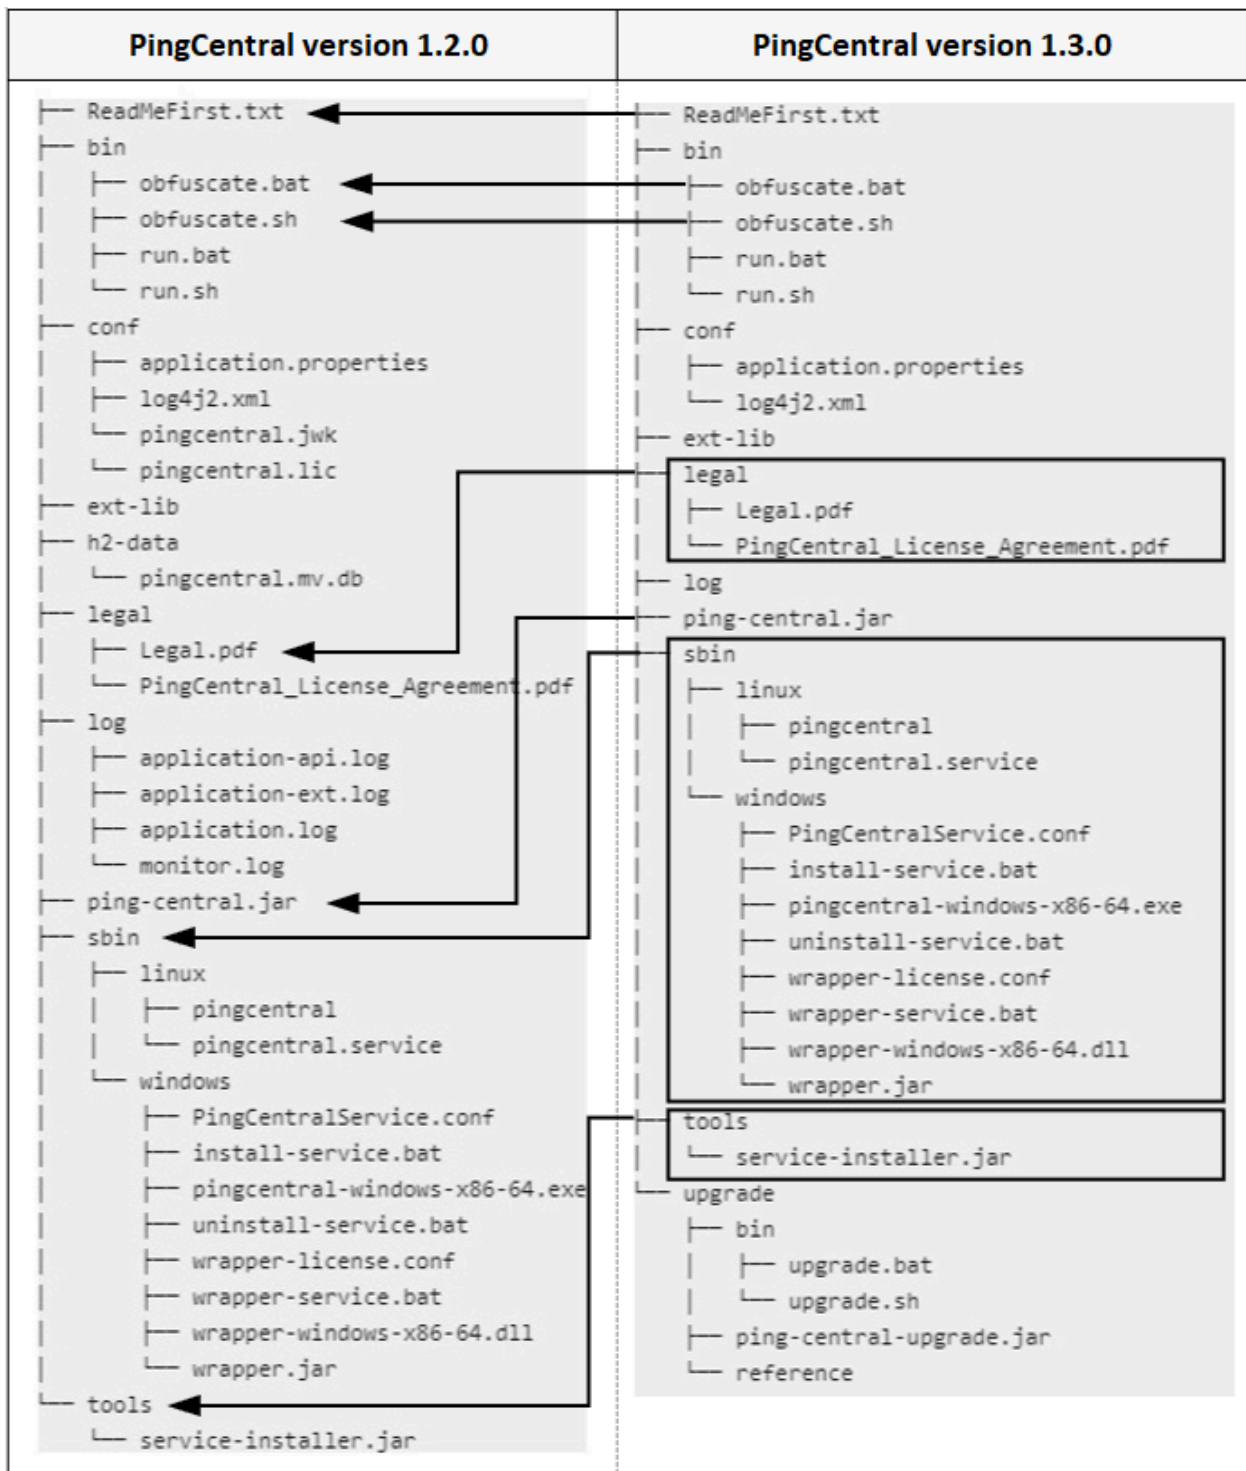 PingCentral version 1.2.0
ReadMeFirst.txt
bin
obfuscate.bat
obfuscate.sh
run.bat
run.sh
conf
application.properties
log4j2.xml
pingcentral.jwk
pingcentral.lic
ext-lib
h2-data
pingcentral.mv.db
legal
Legal.pdf
PingCentral_License_Agreement.pdf
log
application-api.log
application-ext.log
application.log
monitor.log
ping-central.jar
sbin
linux
pingcentral
pingcentral.service
windows
PingCentralService.conf
install-service.bat
pingcentral-windows-x86-64.exe
uninstall-service.bat
wrapper-license.conf
wrapper-service.bat
wrapper-windows-x86-64.dll
wrapper.jar
tools
service-installer.jar
PingCentral version 1.3.0
ReadMeFirst.txt
bin
obfuscate.bat
obfuscate.sh
run.bat
run.sh
conf
application.properties
log4j2.xml
ext-lib
legal
Legal.pdf
PingCentral_License_Agreement.pdf
log
ping-central.jar
sbin
linux
pingcentral
pingcentral.service
windows
PingCentralService.conf
install-service.bat
pingcentral-windows-x86-64.exe
uninstall-service.bat
wrapper-license.conf
wrapper-service.bat
wrapper-windows-x86-64.dll
wrapper.jar
tools
service-installer.jar
upgrade
bin
upgrade.bat
upgrade.sh
ping-central-upgrade.jar
reference